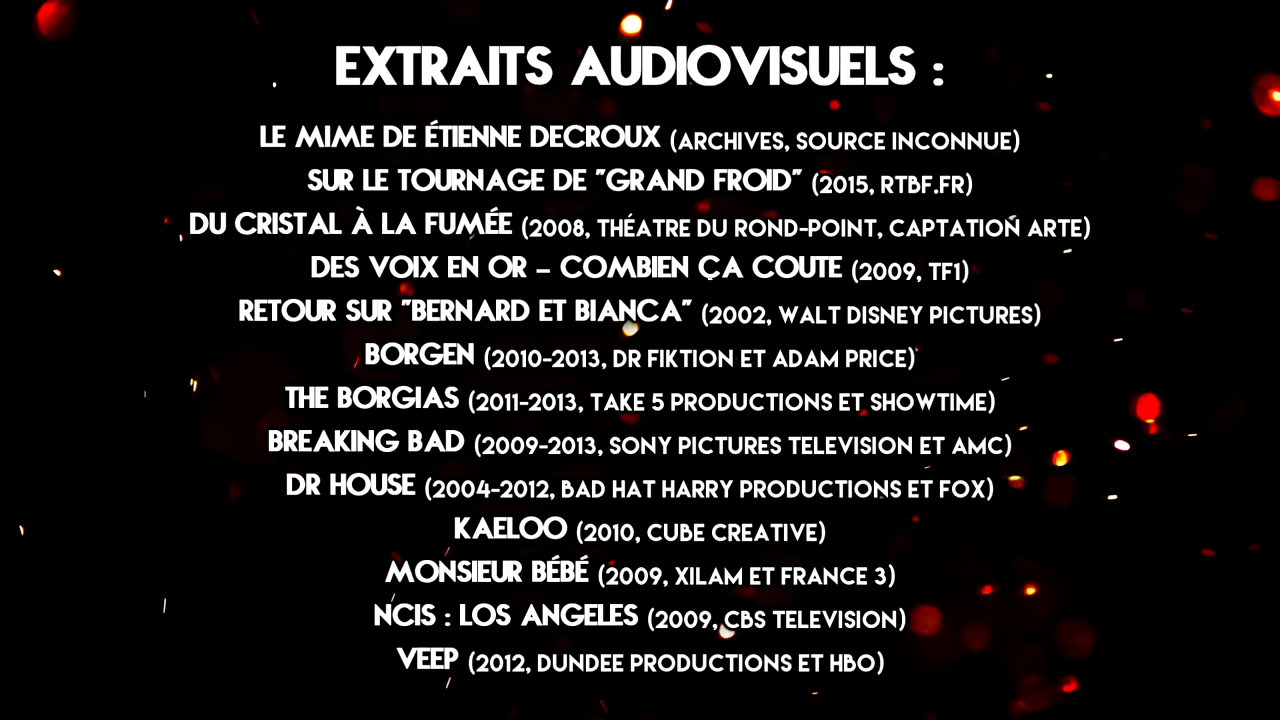 EXTRAITS AUDIOVISUELS :
LE MIME DE ÉTIENNE DECROUX (ARCHIVES, SOURCE INCONNUE)
SUR LE TOURNAGE DE "GRAND FROID" (2015, RTBF.FR)
DU CRISTAL À LA FUMÉE (2008, THÉATRE DU ROND-POINT, CAPTATION ARTE)
DES VOIX EN OR – COMBIEN ÇA COUTE (2009, TF1)
RETOUR SUR "BERNARD ET BIANCA" (2002, WALT DISNEY PICTURES)
BORGEN (2010-2013, DR FIKTION ET ADAM PRICE)
THE BORGIAS (2011-2013, TAKE 5 PRODUCTIONS ET SHOWTIME)
BREAKING BAD (2009-2013, SONY PICTURES TELEVISION ET AMC)
DR HOUSE (2004-2012, BAD HAT HARRY PRODUCTIONS ET FOX)
KAELOO (2010, CUBE CREATIVE)
MONSIEUR BÉBÉ (2009, XILAM ET FRANCE 3)
NCIS : LOS ANGELES (2009, CBS TELEVISION)
VEEP (2012, DUNDEE PRODUCTIONS ET HBO)